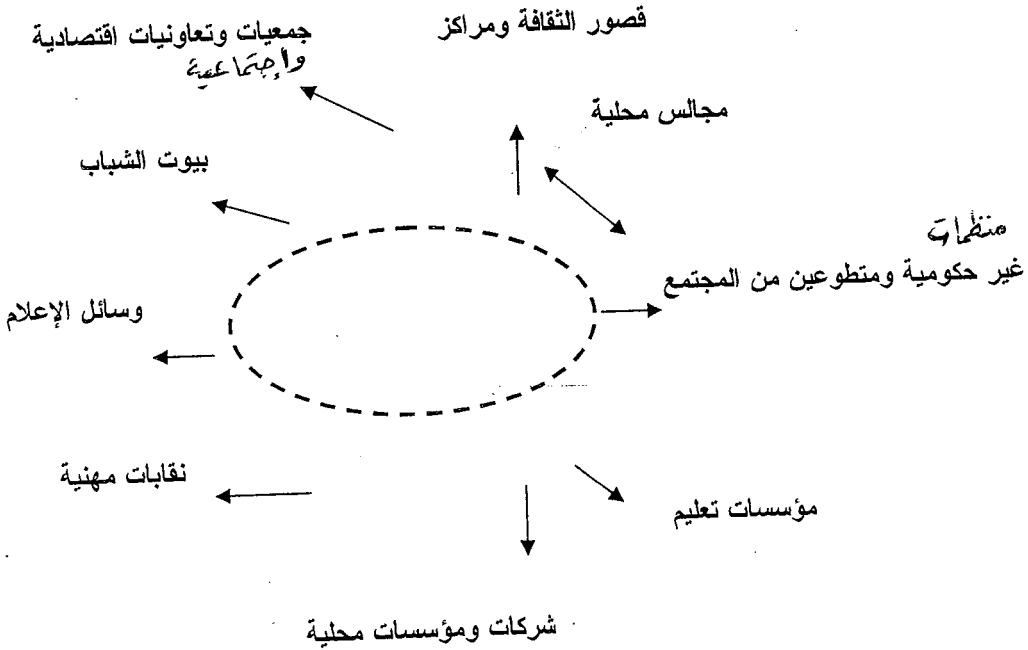 قصور الثقافة ومراكز
جمعيات وتعاونيات اقتصادية
وإجتماعية
مجالس محلية
بيوت الشباب
منظمات
غير حكومية ومتطوعين من المجتمع
وسائل الإعلام
نقابات مهنية
مؤسسات تعليم
شركات ومؤسسات محلية